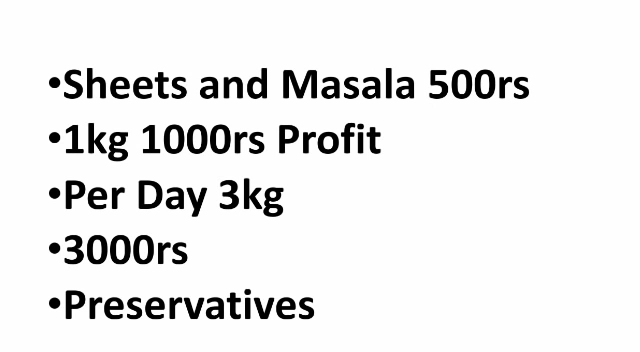 •Sheets and Masala 500rs
•1kg 1000rs Profit
•Per Day 3kg
•3000rs
•Preservatives